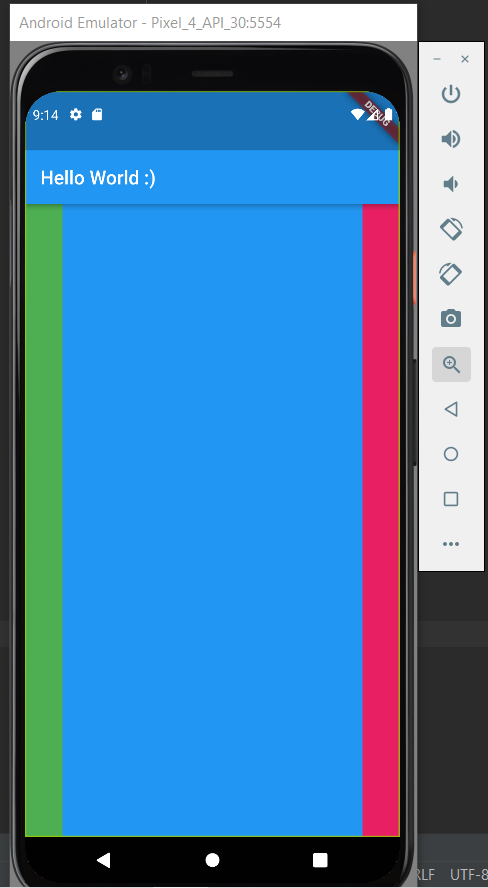 Android Emulator - Pixel_4_API_30:5554
9:14
DEBUG
Hello World :)
RLF UTF-8